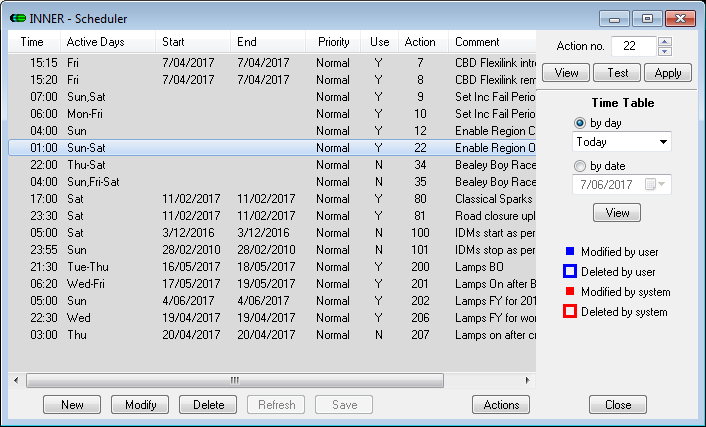 INNER - Scheduler
Time Active Days Start End Priority Use Action Comment
15:15 Fri 7/04/2017 7/04/2017 Normal Y 7 CBD Flexilink intr
15:20 Fri 7/04/2017 7/04/2017 Normal Y 8 CBD Flexilink rem
07:00 Sun,Sat Normal Y 9 Set Inc Fail Perio
06:00 Mon-Fri Normal Y 10 Set Inc Fail Perio
04:00 Sun Normal Y 12 Enable Region C
01:00 Sun-Sat Normal Y 22 Enable Region O
22:00 Thu-Sat Normal N 34 Bealey Boy Race
04:00 Sun,Fri-Sat Normal N 35 Bealey Boy Race
17:00 Sat 11/02/2017 11/02/2017 Normal Y 80 Classical Sparks
23:30 Sat 11/02/2017 11/02/2017 Normal Y 81 Road closure upl
05:00 Sat 3/12/2016 3/12/2016 Normal N 100 IDMs start as per
23:55 Sun 28/02/2010 28/02/2010 Normal N 101 IDMs stop as per
21:30 Tue-Thu 16/05/2017 18/05/2017 Normal Y 200 Lamps BO
06:20 Wed-Fri 17/05/2017 19/05/2017 Normal Y 201 Lamps On after B
05:00 Sun 4/06/2017 4/06/2017 Normal Y 202 Lamps FY for 201
22:30 Wed 19/04/2017 19/04/2017 Normal Y 206 Lamps FY for wor
03:00 Thu 20/04/2017 20/04/2017 Normal N 207 Lamps on after cr
New Modify Delete Refresh Save Actions
Action no. 22
View Test Apply
Time Table
by day
Today
by date
7/06/2017
View
Modified by user
Deleted by user
Modified by system
Deleted by system
Close